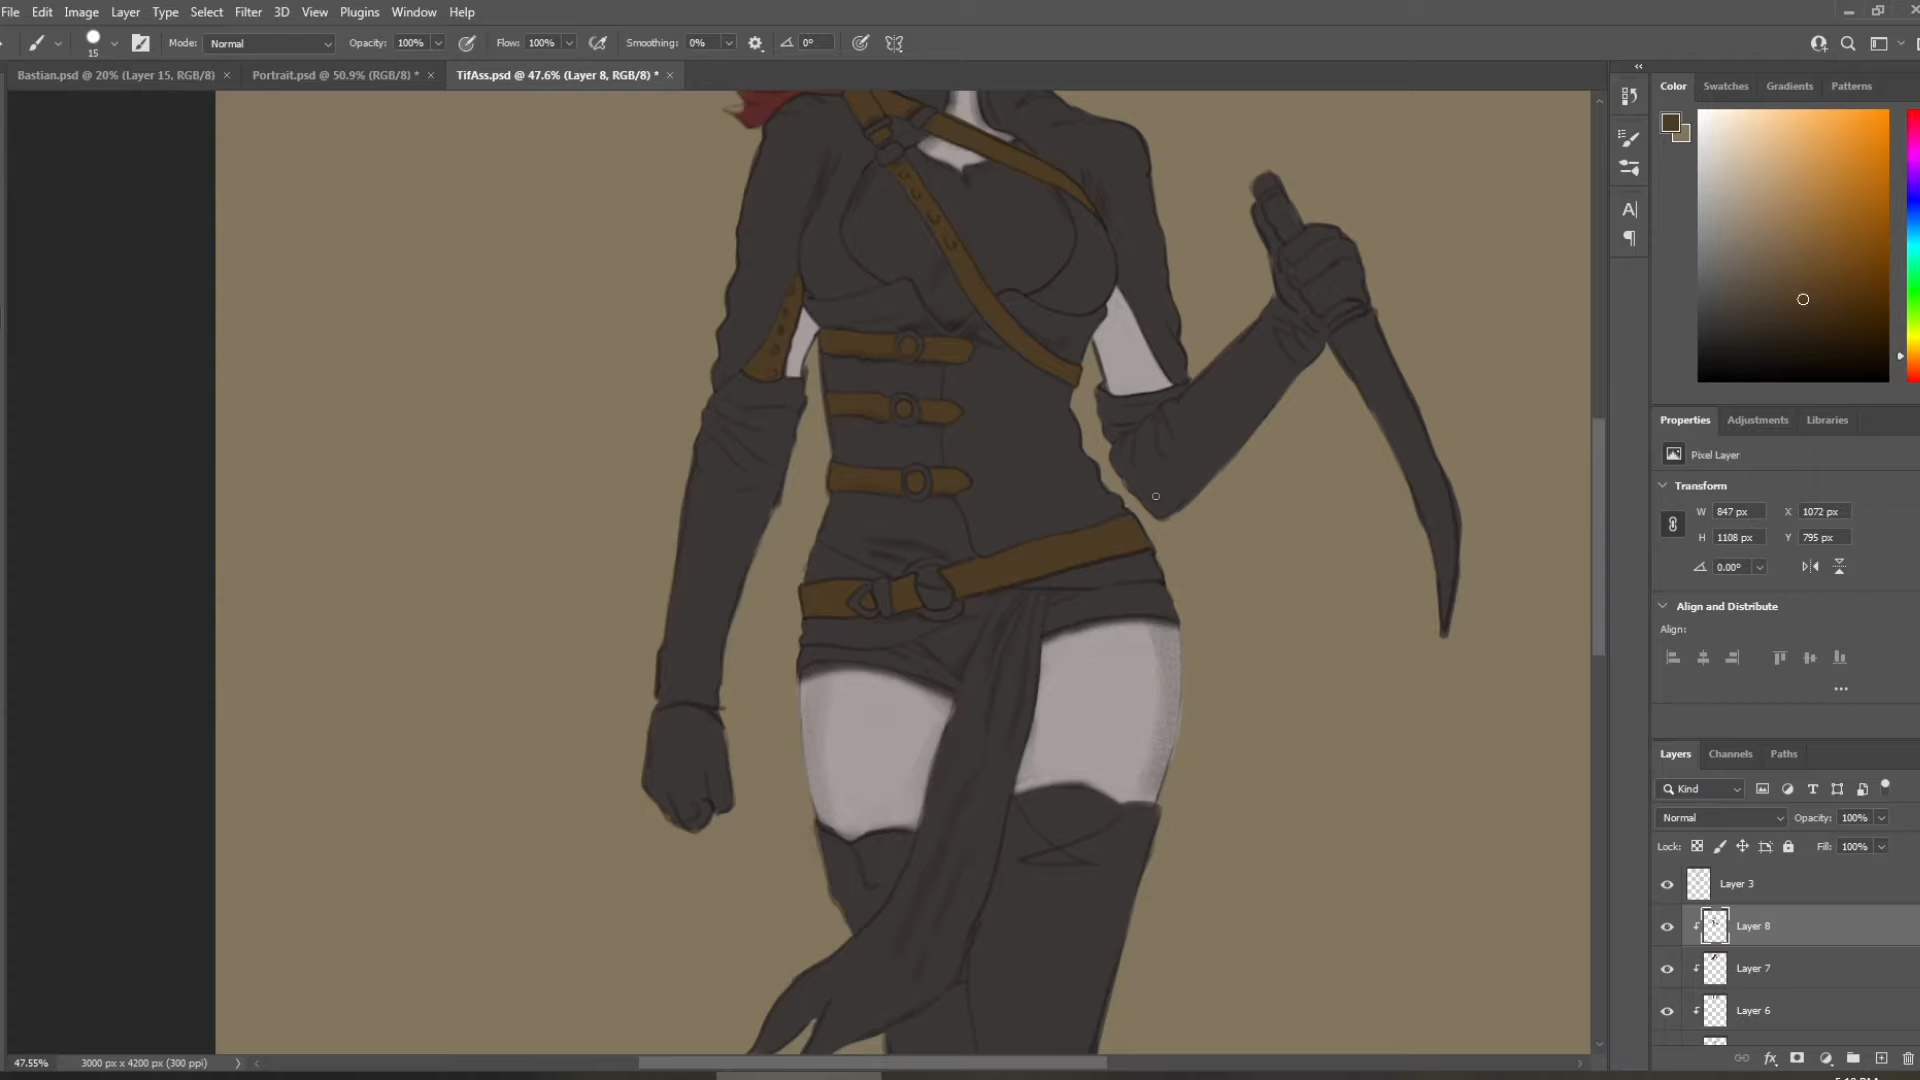 File Edit Image Layer Type Select Filter 3D View Plugins Window Help
15 Mode: Normal Opacity: 100% Flow: 100% Smoothing: 0% 0°
Bastian.psd @ 20% (Layer 15, RGB/8) × Portrait.psd @ 50.9% (RGB/8) * × TifAss.psd @ 47.6% (Layer 8, RGB/8) * ×
Color Swatches Gradients Patterns
Properties Adjustments Libraries
Pixel Layer
Transform
W 847 px X 1072 px
H 1108 px Y 795 px
0.00°
Align and Distribute
Align:
Layers Channels Paths
Kind
Normal Opacity: 100%
Lock: Fill: 100%
Layer 3
Layer 8
Layer 7
Layer 6
47.55% 3000 px x 4200 px (300 ppi)